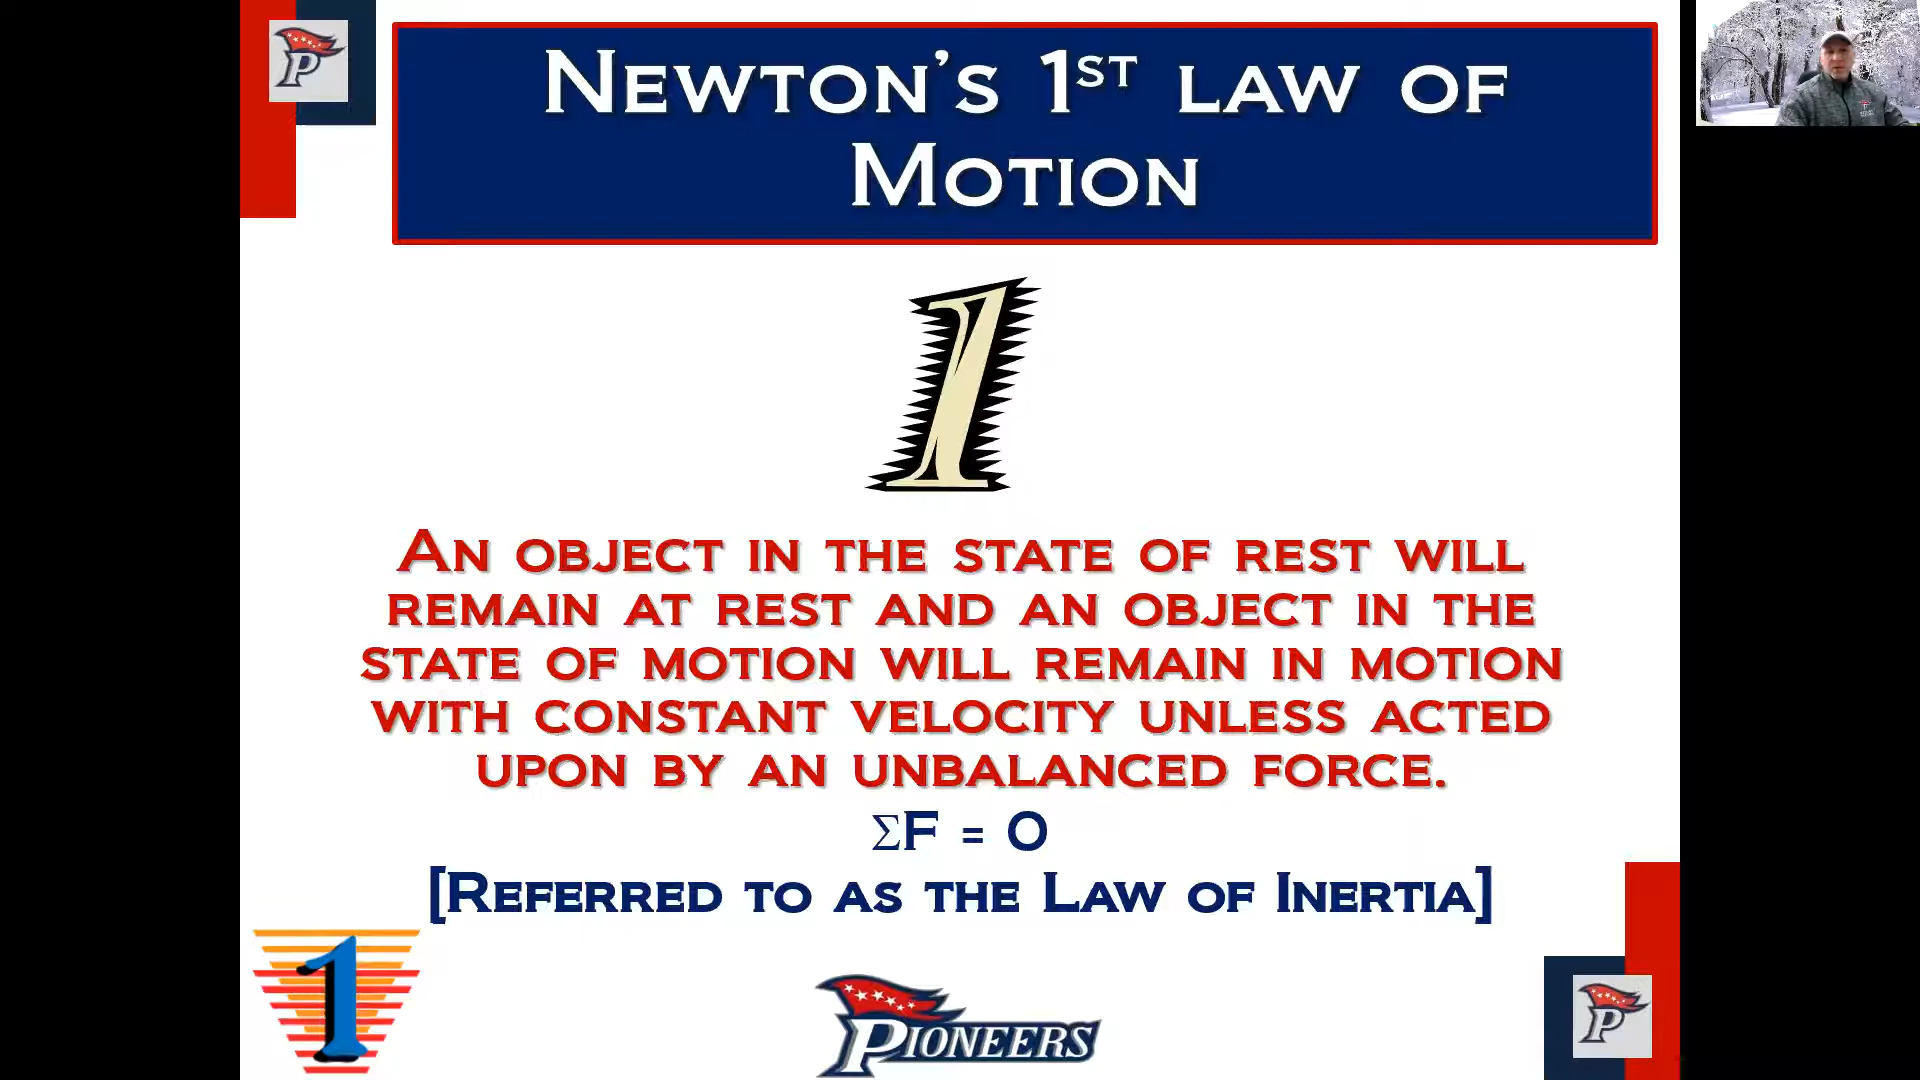 P
Newton's 1st law of
Motion
1
An object in the state of rest will
remain at rest and an object in the
state of motion will remain in motion
with constant velocity unless acted
upon by an unbalanced force.
ΣF = 0
[Referred to as the Law of Inertia]
1
Pioneers
P